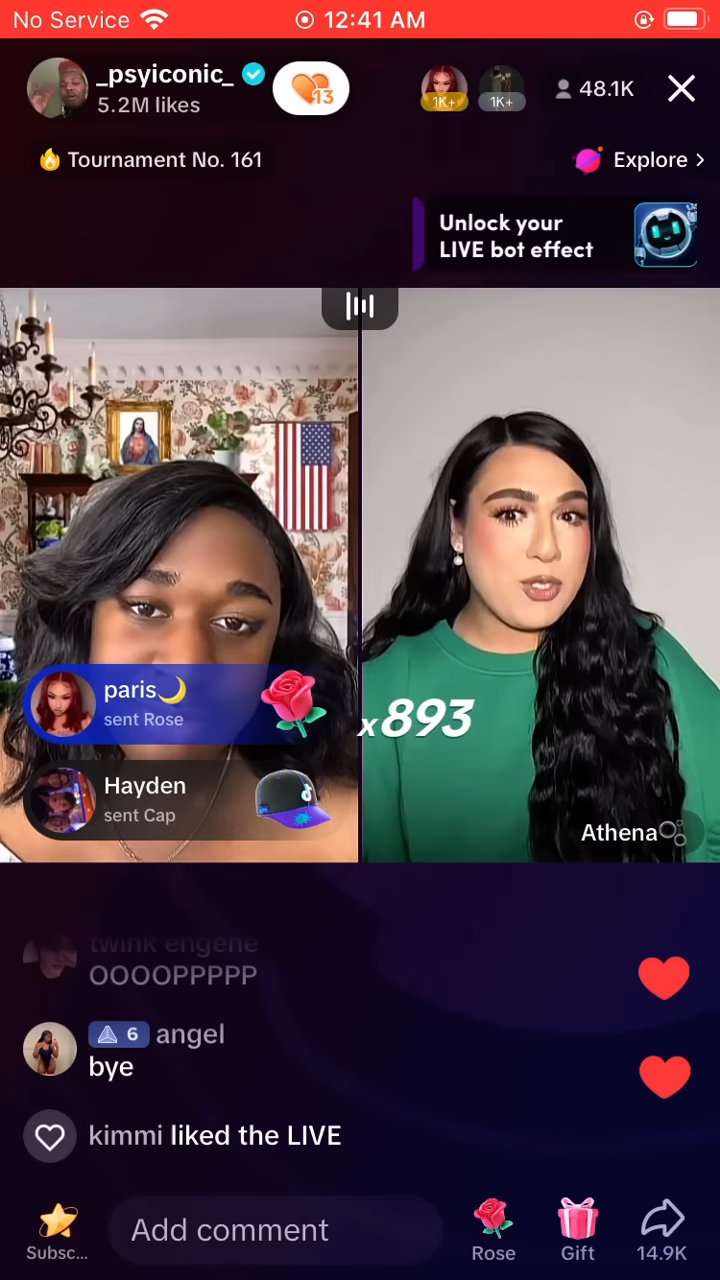 No Service
12:41 AM
_psyiconic_
5.2M likes
13
1K+
1K+
48.1K
Tournament No. 161
Explore >
Unlock your
LIVE bot effect
paris
sent Rose
x893
Hayden
sent Cap
Athena
twink engene
OOOOPPPPP
6 angel
bye
kimmi liked the LIVE
Subsc...
Add comment
Rose
Gift
14.9K